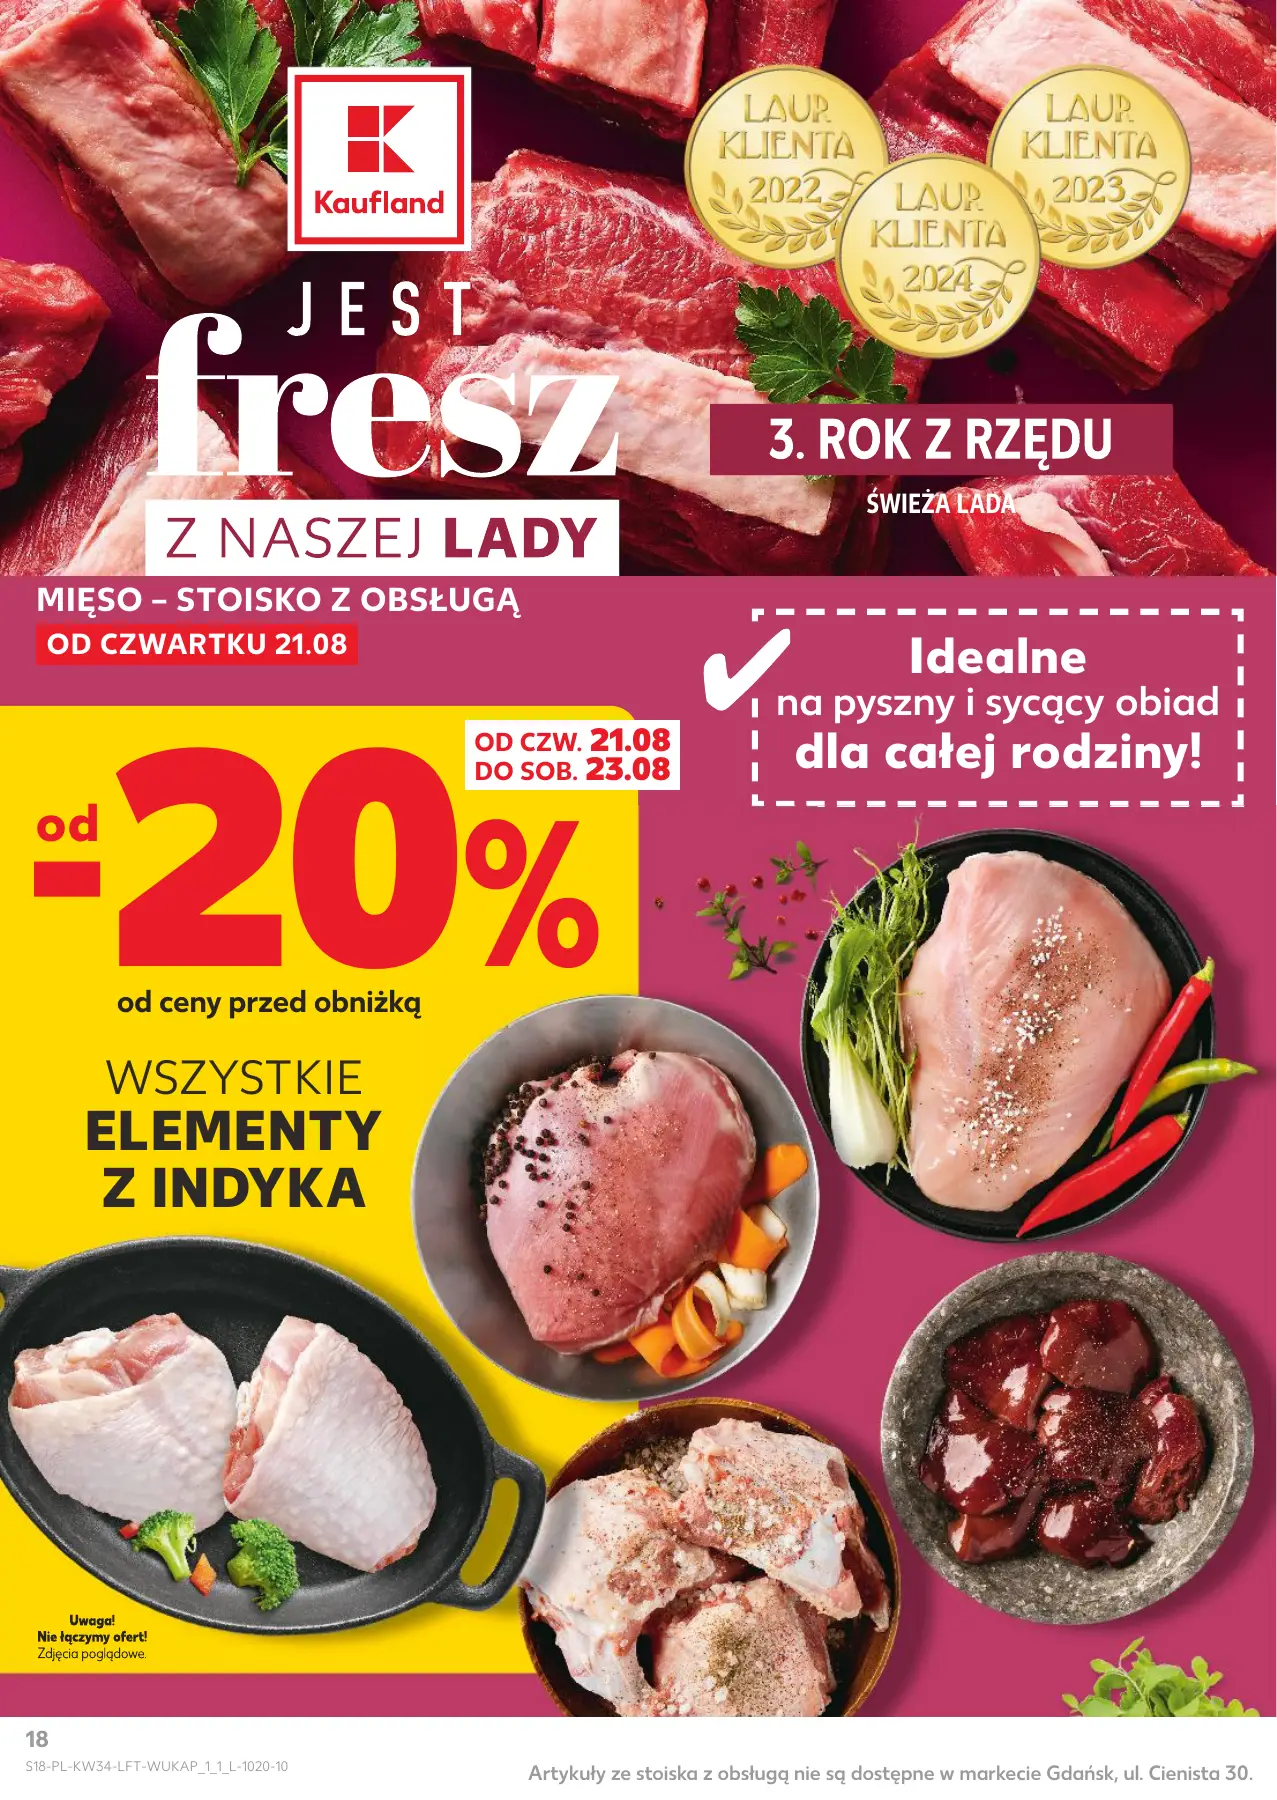 Kaufland
JEST
fresz
Z NASZEJ LADY
LAUR
KLIENTA
2022
LAUR
KLIENTA
2024
LAUR
KLIENTA
2023
3. ROK Z RZĘDU
ŚWIEŻA LADA
MIĘSO – STOISKO Z OBSŁUGĄ
OD CZWARTKU 21.08
Idealne
na pyszny i sycący obiad
dla całej rodziny!
OD CZW. 21.08
DO SOB. 23.08
od
-20%
od ceny przed obniżką
WSZYSTKIE
ELEMENTY
Z INDYKA
Uwaga!
Nie łączymy ofert!
Zdjęcia poglądowe.
18
S18-PL-KW34-LFT-WUKAP_1_1_L-1020-10
Artykuły ze stoiska z obsługą nie są dostępne w markecie Gdańsk, ul. Cienista 30.